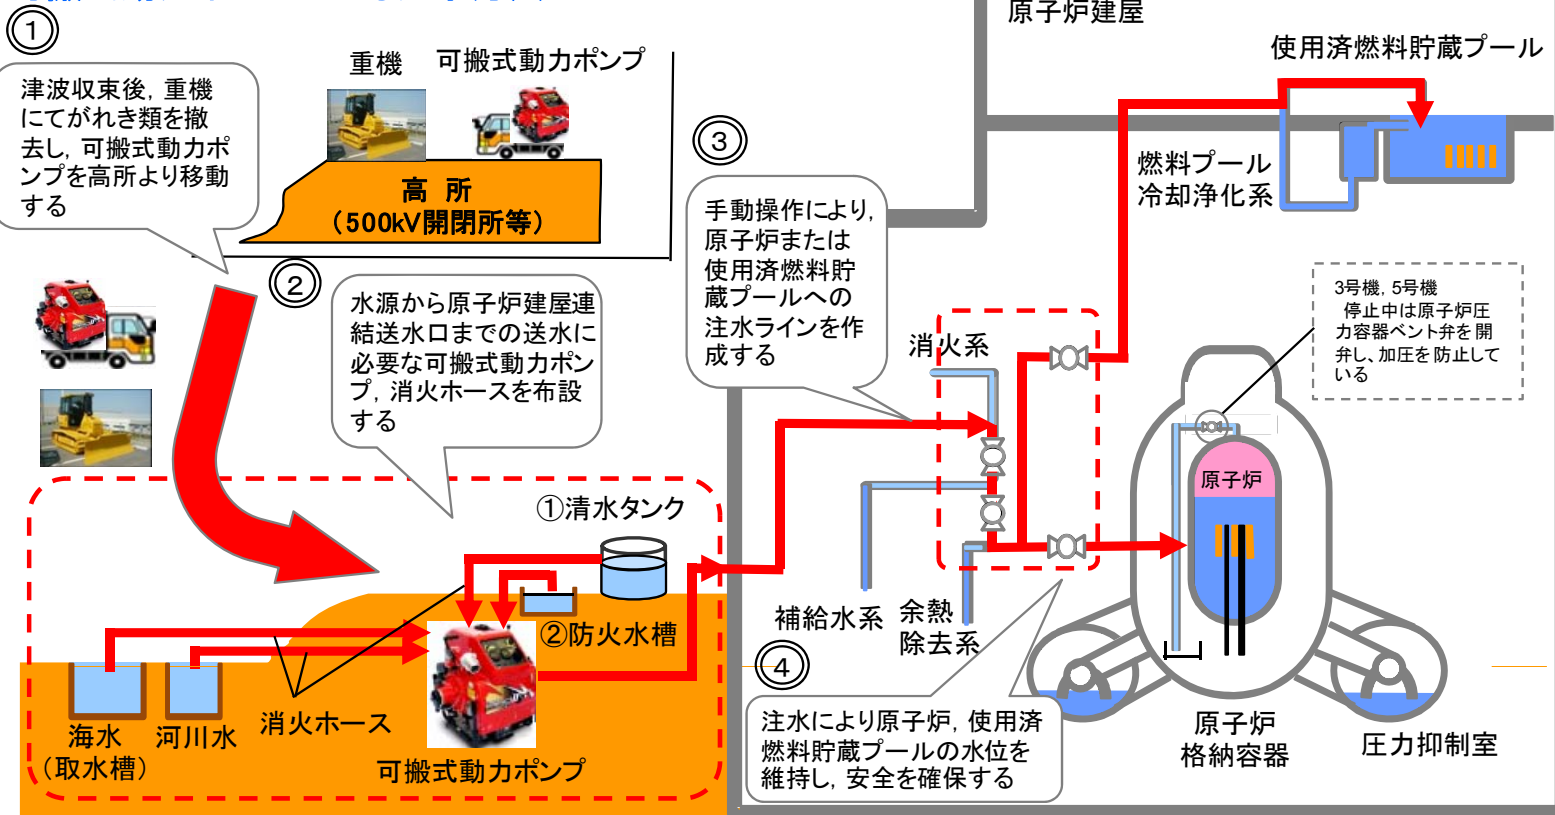 原子炉建屋
①
津波収束後, 重機
にてがれき類を撤
去し, 可搬式動力ポ
ンプを高所より移動
する
重機
可搬式動力ポンプ
高 所
(500kV開閉所等)
②
水源から原子炉建屋連
結送水口までの送水に
必要な可搬式動力ポン
プ, 消火ホースを布設
する
③
手動操作により,
原子炉または
使用済燃料貯
蔵プールへの
注水ラインを作
成する
使用済燃料貯蔵プール
燃料プール
冷却浄化系
3号機, 5号機
停止中は原子炉圧
力容器ベント弁を開
弁し、加圧を防止して
いる
消火系
原子炉
①清水タンク
②防火水槽
補給水系
余熱
除去系
海水
(取水槽)
河川水
消火ホース
可搬式動力ポンプ
④
注水により原子炉, 使用済
燃料貯蔵プールの水位を
維持し, 安全を確保する
原子炉
格納容器
圧力抑制室